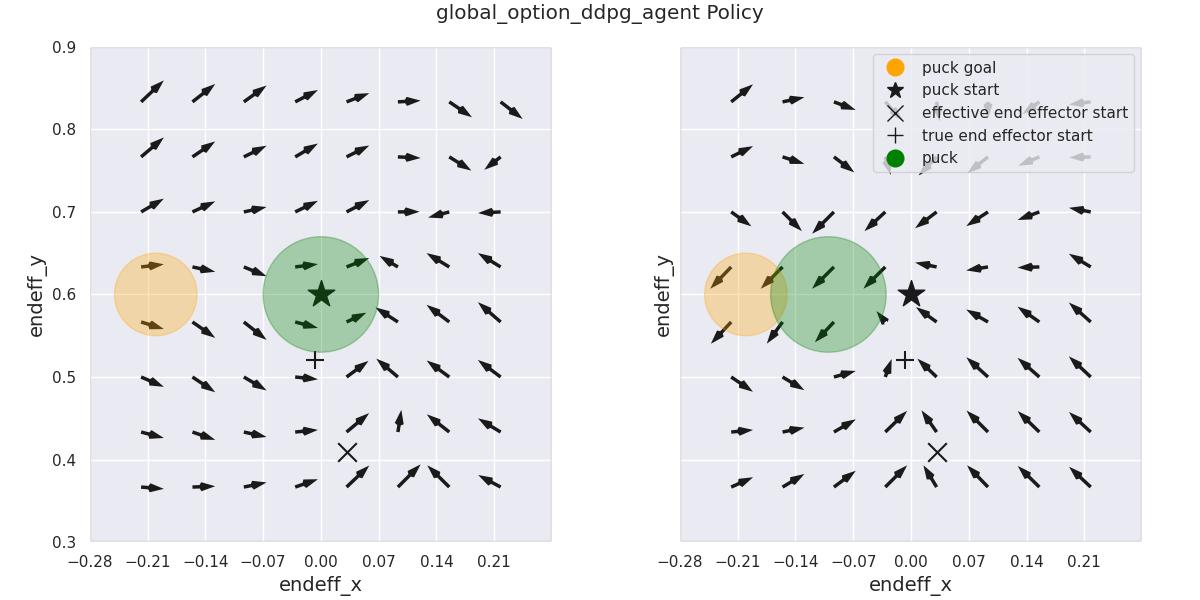 global_option_ddpg_agent Policy
0.9
0.8
0.7
0.6
0.5
0.4
0.3
endeff_y
−0.28 −0.21 −0.14 −0.07 0.00 0.07 0.14 0.21
endeff_x
puck goal
puck start
effective end effector start
true end effector start
puck
endeff_y
−0.28 −0.21 −0.14 −0.07 0.00 0.07 0.14 0.21
endeff_x